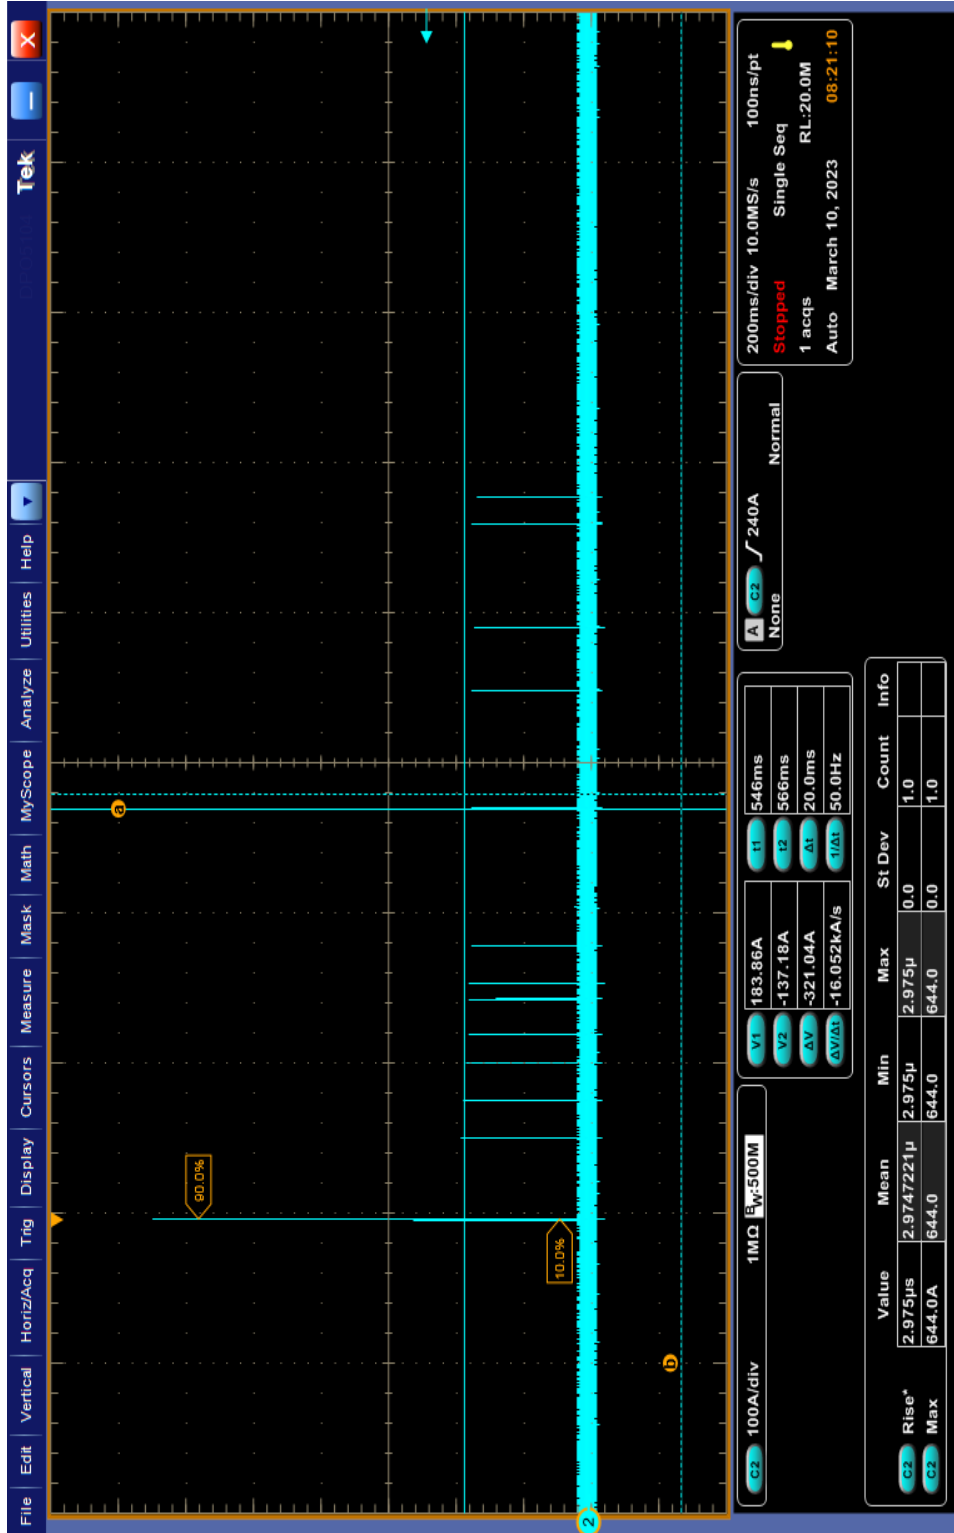 File Edit Vertical Horiz/Acq Trig Display Cursors Measure Mask Math MyScope Analyze Utilities Help Tek X
a
90.0%
10.0%
b
2
C2 100A/div 1MΩ BW:500M
V1 183.86A
V2 -137.18A
ΔV -321.04A
ΔV/Δt -16.052kA/s
t1 546ms
t2 566ms
Δt 20.0ms
1/Δt 50.0Hz
A C2 240A
None Normal
200ms/div 10.0MS/s 100ns/pt
Stopped Single Seq
1 acqs RL:20.0M
Auto March 10, 2023 08:21:10
Value Mean Min Max St Dev Count Info
C2 Rise* 2.975µs 2.9747221µ 2.975µ 2.975µ 0.0 1.0
C2 Max 644.0A 644.0 644.0 644.0 0.0 1.0